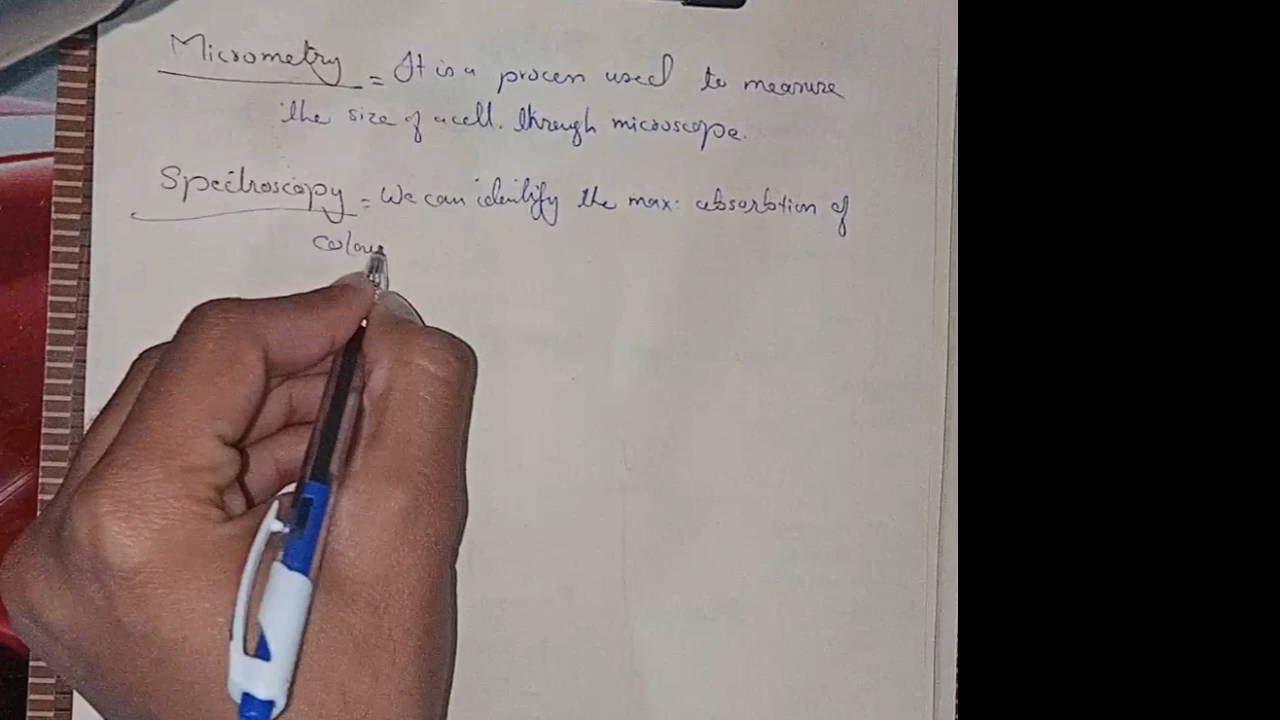 Micrometry = It is a process used to measure
the size of a cell. through microscope.
Spectroscopy = We can identify the max: absorbtion of
colour